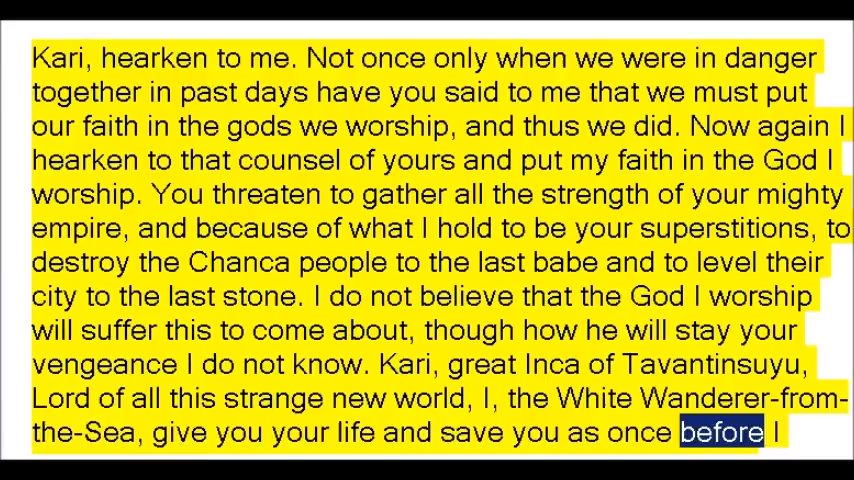 Kari, hearken to me. Not once only when we were in danger
together in past days have you said to me that we must put
our faith in the gods we worship, and thus we did. Now again I
hearken to that counsel of yours and put my faith in the God I
worship. You threaten to gather all the strength of your mighty
empire, and because of what I hold to be your superstitions, to
destroy the Chanca people to the last babe and to level their
city to the last stone. I do not believe that the God I worship
will suffer this to come about, though how he will stay your
vengeance I do not know. Kari, great Inca of Tavantinsuyu,
Lord of all this strange new world, I, the White Wanderer-from-
the-Sea, give you your life and save you as once before I